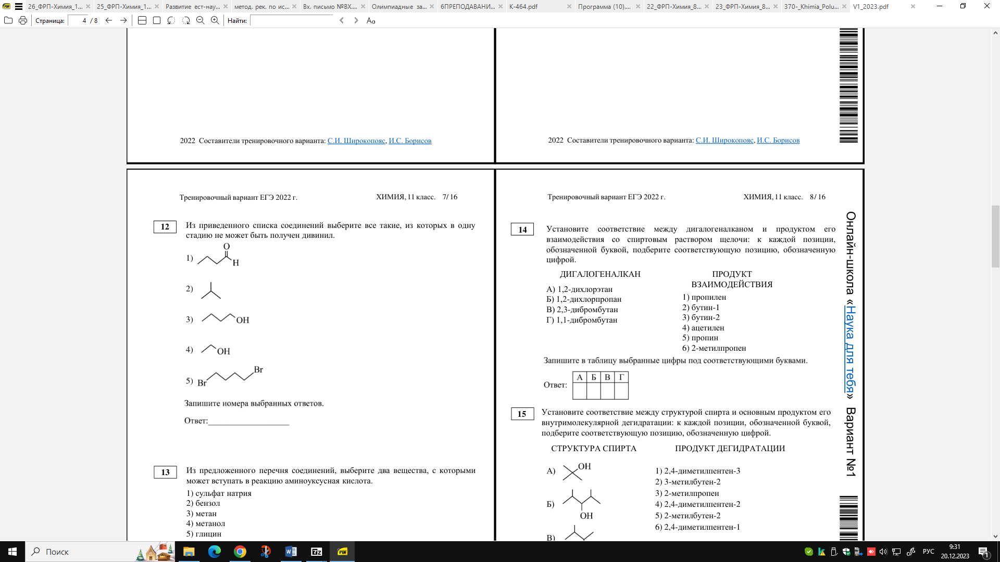 26_ФРП-Химия_1...
25_ФРП-Химия_1...
Развитие ест-нау...
метод. рек. по ис...
Вх. письмо №ВХ....
Олимпиадные за...
6ПРЕПОДАВАНИ...
К-464.pdf
Программа (10)....
22_ФРП-Химия_8...
23_ФРП-Химия_8...
370-_Khimia_Polu...
V1_2023.pdf
Страница: 4 / 8
Найти:
Aa
2022 Составители тренировочного варианта: С.И. Широкопояс, И.С. Борисов
2022 Составители тренировочного варианта: С.И. Широкопояс, И.С. Борисов
Тренировочный вариант ЕГЭ 2022 г. ХИМИЯ, 11 класс. 7/ 16
12
Из приведенного списка соединений выберите все такие, из которых в одну
стадию не может быть получен дивинил.
1) O H
2)
3) OH
4) OH
5) Br Br
Запишите номера выбранных ответов.
Ответ:____________________
13
Из предложенного перечня соединений, выберите два вещества, с которыми
может вступать в реакцию аминоуксусная кислота.
1) сульфат натрия
2) бензол
3) метан
4) метанол
5) глицин
Тренировочный вариант ЕГЭ 2022 г. ХИМИЯ, 11 класс. 8/ 16
14
Установите соответствие между дигалогеналканом и продуктом его
взаимодействия со спиртовым раствором щелочи: к каждой позиции,
обозначенной буквой, подберите соответствующую позицию, обозначенную
цифрой.
ДИГАЛОГЕНАЛКАН
А) 1,2-дихлорэтан
Б) 1,2-дихлорпропан
В) 2,3-дибромбутан
Г) 1,1-дибромбутан
ПРОДУКТ
ВЗАИМОДЕЙСТВИЯ
1) пропилен
2) бутин-1
3) бутин-2
4) ацетилен
5) пропин
6) 2-метилпропен
Запишите в таблицу выбранные цифры под соответствующими буквами.
Ответ:
А Б В Г
15
Установите соответствие между структурой спирта и основным продуктом его
внутримолекулярной дегидратации: к каждой позиции, обозначенной буквой,
подберите соответствующую позицию, обозначенную цифрой.
СТРУКТУРА СПИРТА
А) OH
Б) OH
В)
ПРОДУКТ ДЕГИДРАТАЦИИ
1) 2,4-диметилпентен-3
2) 3-метилбутен-2
3) 2-метилпропен
4) 2,4-диметилпентен-2
5) 2-метилбутен-2
6) 2,4-диметилпентен-1
Онлайн-школа «Наука для тебя» Вариант №1
Поиск
РУС
9:31
20.12.2023
1